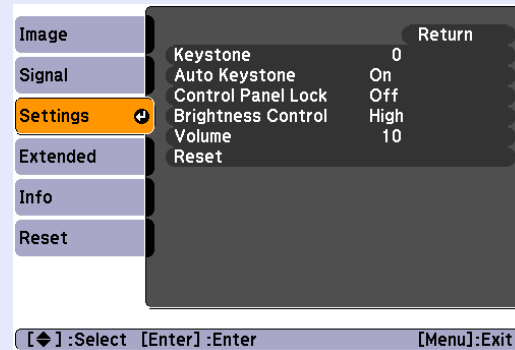 Image
Signal
Settings
Extended
Info
Reset
Return
Keystone 0
Auto Keystone On
Control Panel Lock Off
Brightness Control High
Volume 10
Reset
[◆] :Select [Enter] :Enter [Menu]:Exit